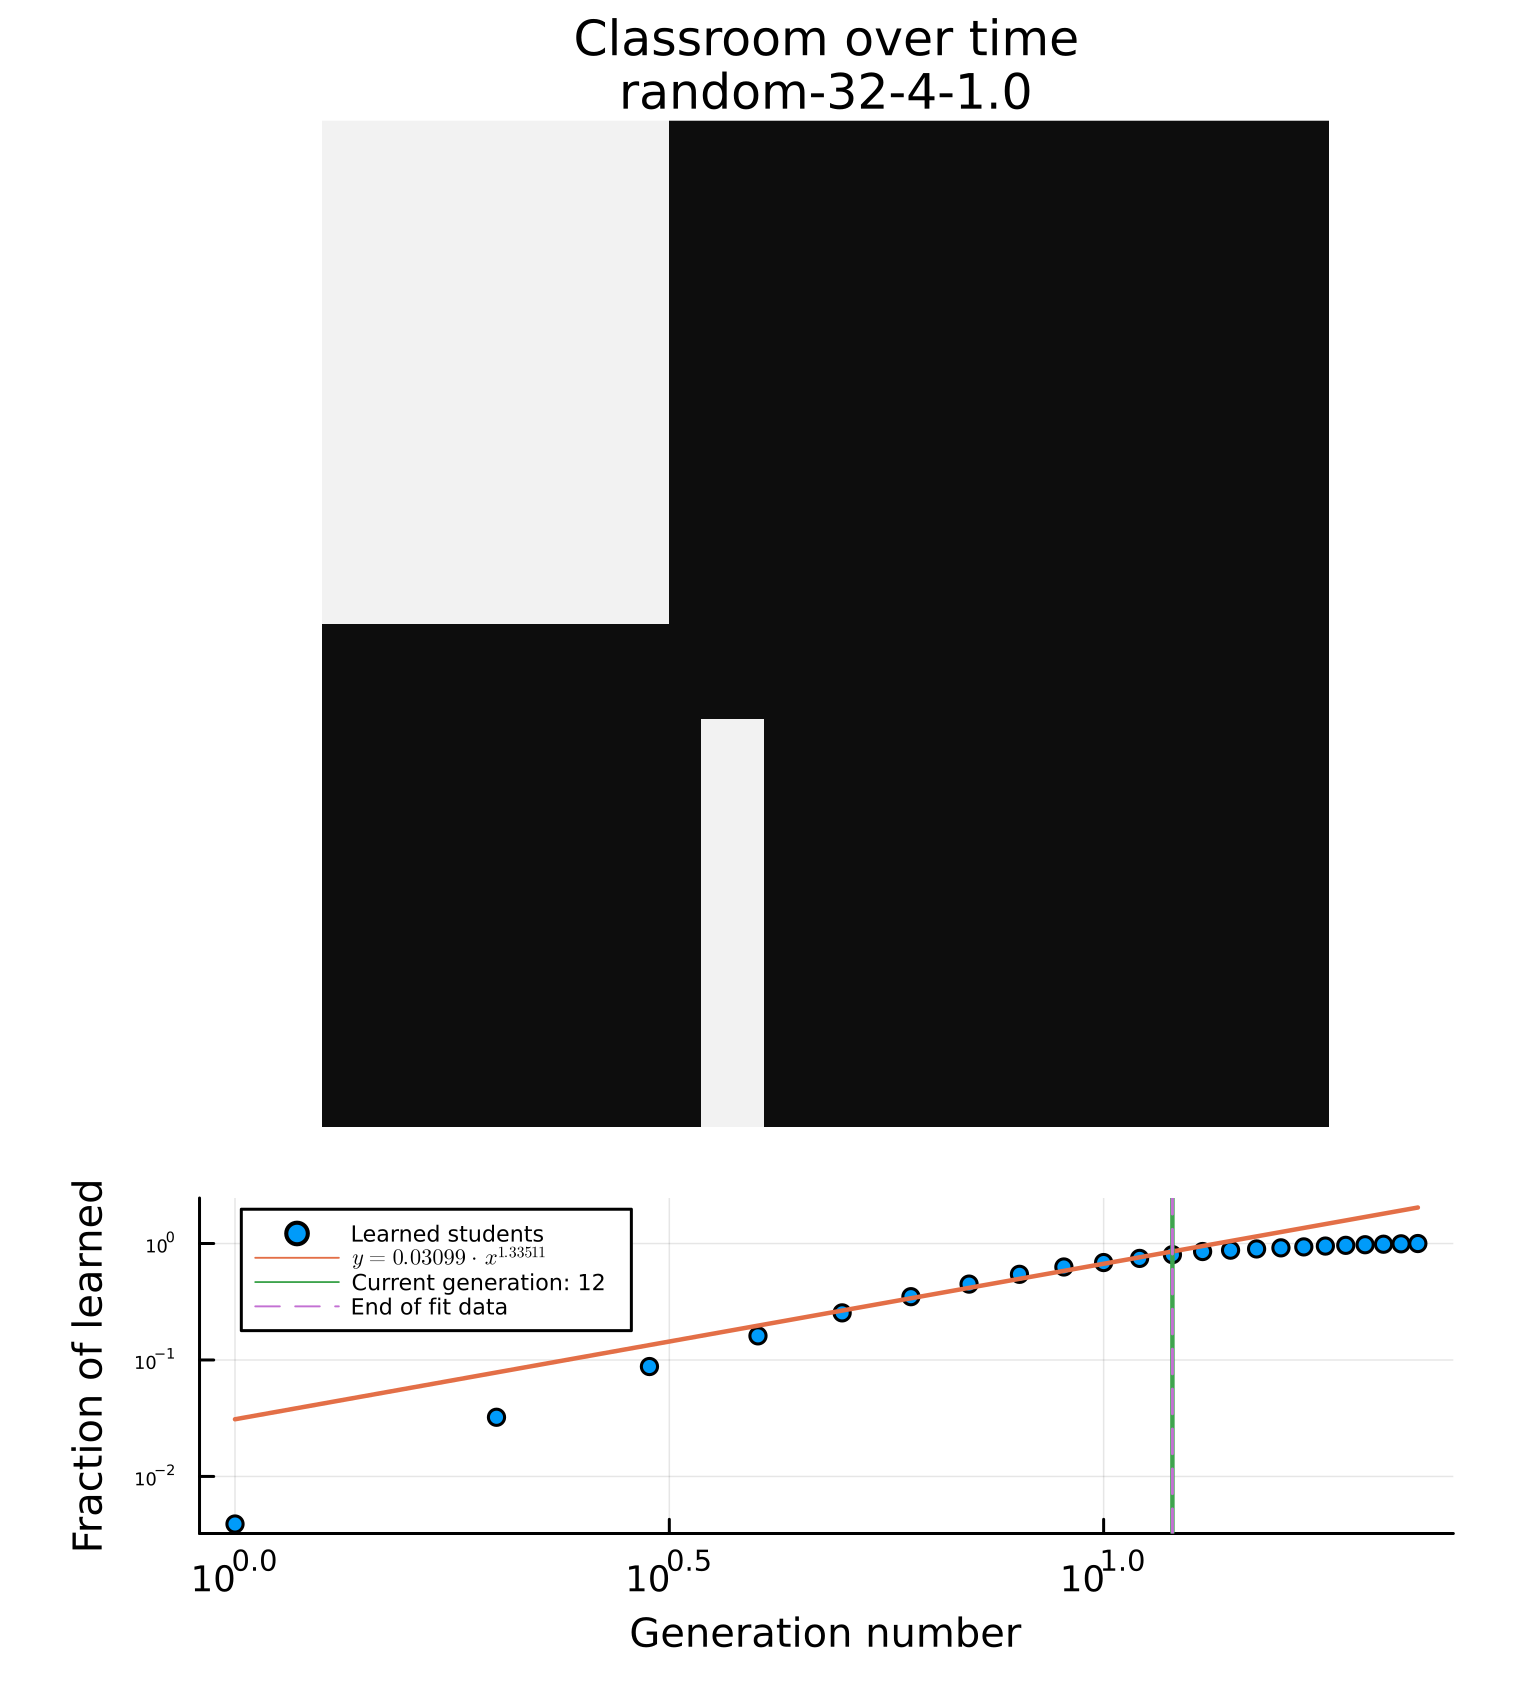 Classroom over time
random-32-4-1.0
Fraction of learned
10^0
10^-1
10^-2
Learned students
y = 0.03099 · x^1.33511
Current generation: 12
End of fit data
10^0.0 10^0.5 10^1.0
Generation number